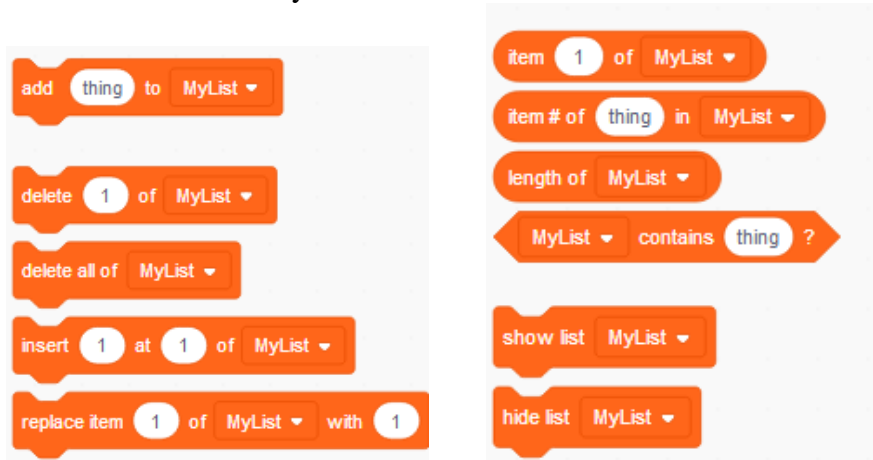 add thing to MyList
delete 1 of MyList
delete all of MyList
insert 1 at 1 of MyList
replace item 1 of MyList with 1
item 1 of MyList
item # of thing in MyList
length of MyList
MyList contains thing ?
show list MyList
hide list MyList